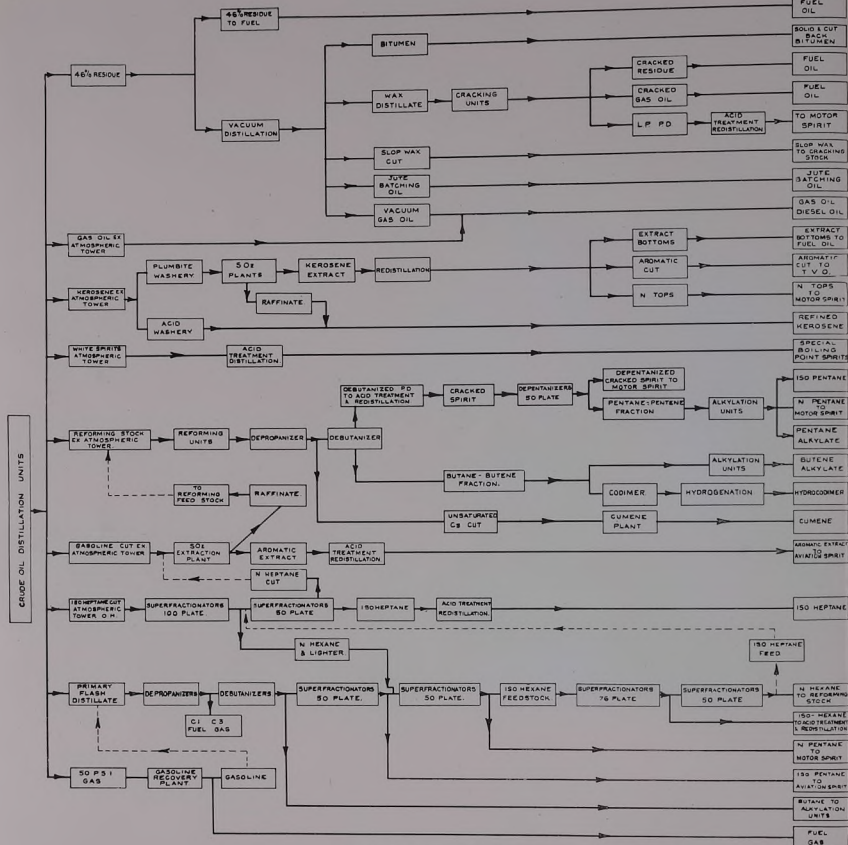 CRUDE OIL DISTILLATION UNITS
46% RESIDUE
46% RESIDUE
TO FUEL
FUEL
OIL
VACUUM
DISTILLATION
BITUMEN
SOLID & CUT
BACK
BITUMEN
WAX
DISTILLATE
CRACKING
UNITS
CRACKED
RESIDUE
FUEL
OIL
CRACKED
GAS OIL
FUEL
OIL
L P P D
ACID
TREATMENT
REDISTILLATION
TO MOTOR
SPIRIT
SLOP WAX
CUT
SLOP WAX
TO CRACKING
STOCK
JUTE
BATCHING
OIL
JUTE
BATCHING
OIL
VACUUM
GAS OIL
GAS OIL
DIESEL OIL
GAS OIL EX
ATMOSPHERIC
TOWER
KEROSENE EX
ATMOSPHERIC
TOWER
PLUMBITE
WASHERY
SO2
PLANTS
KEROSENE
EXTRACT
REDISTILLATION
EXTRACT
BOTTOMS
EXTRACT
BOTTOMS TO
FUEL OIL
AROMATIC
CUT
AROMATIC
CUT TO
T. V. O.
N TOPS
N TOPS
TO
MOTOR SPIRIT
RAFFINATE
ACID
WASHERY
REFINED
KEROSENE
WHITE SPIRITS
ATMOSPHERIC
TOWER
ACID
TREATMENT
DISTILLATION
SPECIAL
BOILING
POINT SPIRITS
REFORMING STOCK
EX ATMOSPHERIC
TOWER
REFORMING
UNITS
DEPROPANIZER
DEBUTANIZER
DEBUTANIZED P.D
TO ACID TREATMENT
& REDISTILLATION
CRACKED
SPIRIT
DEPENTANIZERS
50 PLATE
DEPENTANIZED
CRACKED SPIRIT TO
MOTOR SPIRIT
PENTANE : PENTENE
FRACTION
ALKYLATION
UNITS
ISO PENTANE
N PENTANE
TO
MOTOR SPIRIT
PENTANE
ALKYLATE
BUTANE - BUTENE
FRACTION.
ALKYLATION
UNITS
BUTENE
ALKYLATE
CODIMER
HYDROGENATION
HYDROCODIMER
UNSATURATED
C3 CUT
CUMENE
PLANT
CUMENE
TO
REFORMING
FEED STOCK
RAFFINATE
GASOLINE CUT EX
ATMOSPHERIC TOWER
SO2
EXTRACTION
PLANT
AROMATIC
EXTRACT
ACID
TREATMENT
REDISTILLATION
AROMATIC EXTRACT
TO
AVIATION SPIRIT
N HEPTANE
CUT
ISO HEPTANE CUT
ATMOSPHERIC
TOWER O.H.
SUPERFRACTIONATORS
100 PLATE.
SUPERFRACTIONATORS
50 PLATE
ISOHEPTANE
ACID TREATMENT
REDISTILLATION.
ISO HEPTANE
N HEXANE
& LIGHTER
ISO HEPTANE
FEED
PRIMARY
FLASH
DISTILLATE
DEPROPANIZERS
DEBUTANIZERS
SUPERFRACTIONATORS
50 PLATE.
SUPERFRACTIONATORS
50 PLATE.
ISO HEXANE
FEEDSTOCK
SUPERFRACTIONATORS
76 PLATE
SUPERFRACTIONATORS
50 PLATE
N HEXANE
TO REFORMING
STOCK
C1 C3
FUEL GAS
ISO-HEXANE
TO ACID TREATMENT
& REDISTILLATION
N PENTANE
TO
MOTOR SPIRIT
ISO PENTANE
TO
AVIATION SPIRIT
BUTANE TO
ALKYLATION
UNITS
50 P S I
GAS
GASOLINE
RECOVERY
PLANT.
GASOLINE
FUEL
GAS